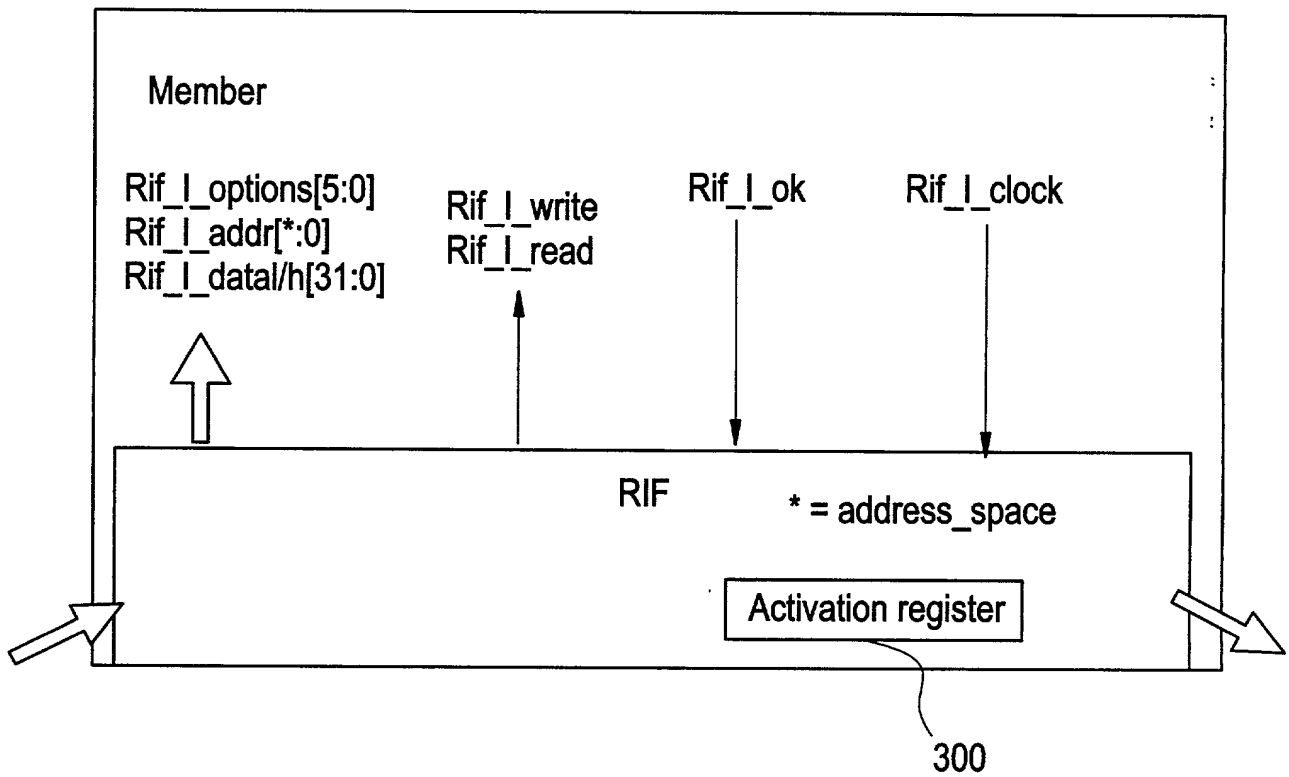 Member
Rif_I_options[5:0]
Rif_I_addr[*:0]
Rif_I_datal/h[31:0]
Rif_I_write
Rif_I_read
Rif_I_ok
Rif_I_clock
RIF
* = address_space
Activation register
300